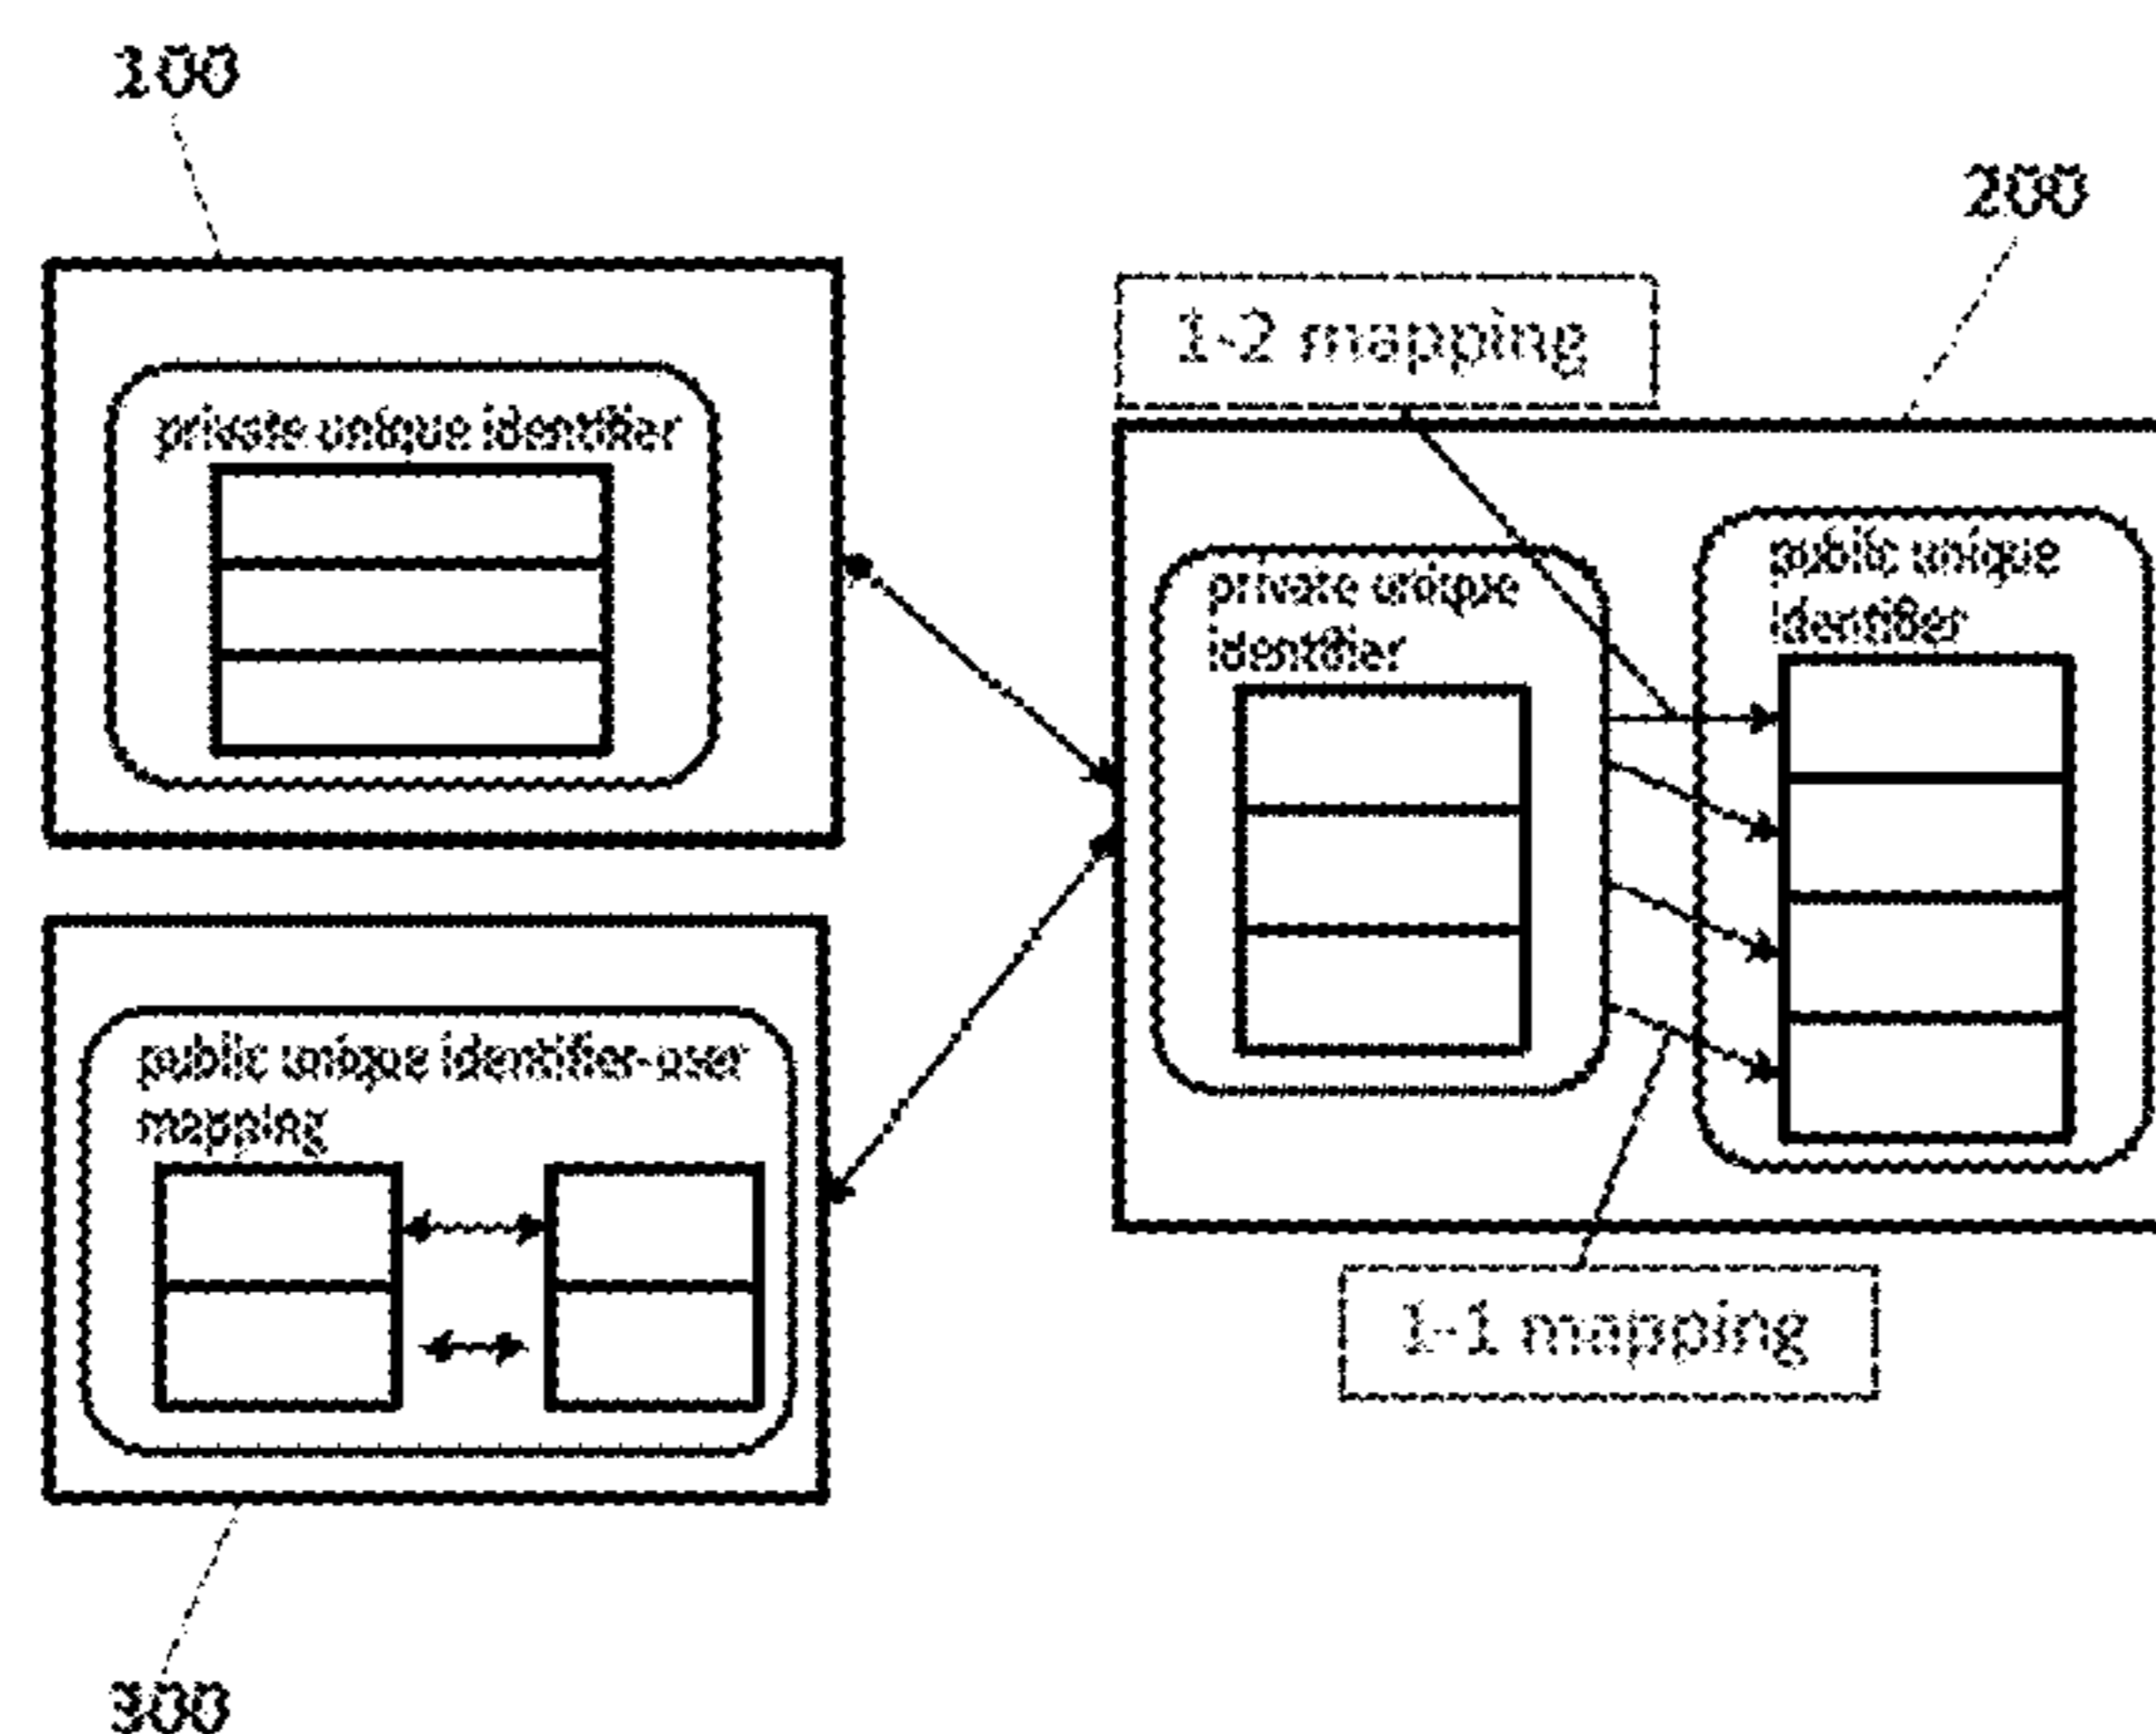 100
200
1-2 mapping
private unique identifier
private unique
identifier
public unique
identifier
public unique identifier-user
mapping
1-1 mapping
300